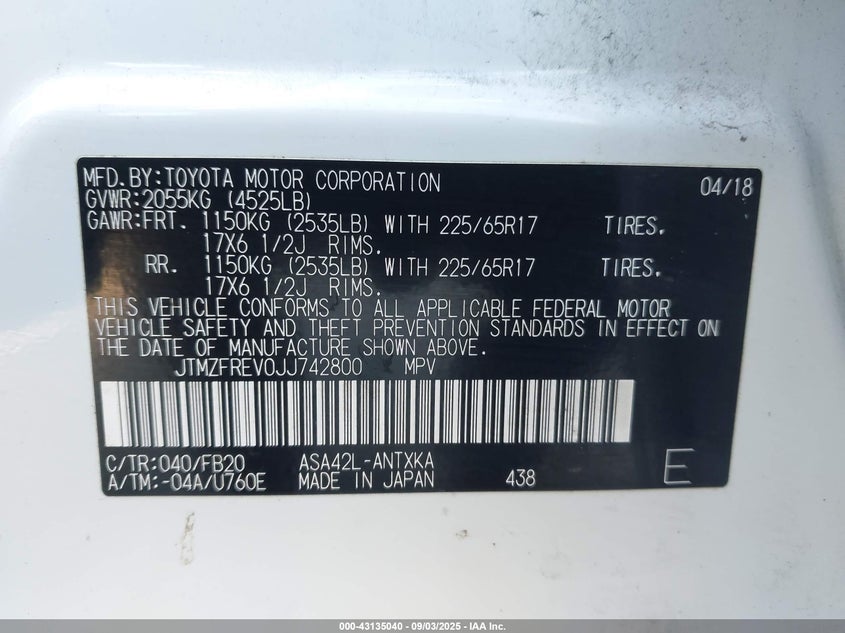 MFD.BY:TOYOTA MOTOR CORPORATION 04/18
GVWR:2055KG (4525LB)
GAWR:FRT. 1150KG (2535LB) WITH 225/65R17 TIRES.
17X6 1/2J RIMS.
RR. 1150KG (2535LB) WITH 225/65R17 TIRES.
17X6 1/2J RIMS.
THIS VEHICLE CONFORMS TO ALL APPLICABLE FEDERAL MOTOR
VEHICLE SAFETY AND THEFT PREVENTION STANDARDS IN EFFECT ON
THE DATE OF MANUFACTURE SHOWN ABOVE.
JTMZFREV0JJ742800 MPV
C/TR:040/FB20 ASA42L-ANTXKA
A/TM:-04A/U760E MADE IN JAPAN 438 E
000-43135040 - 09/03/2025 - IAA Inc.